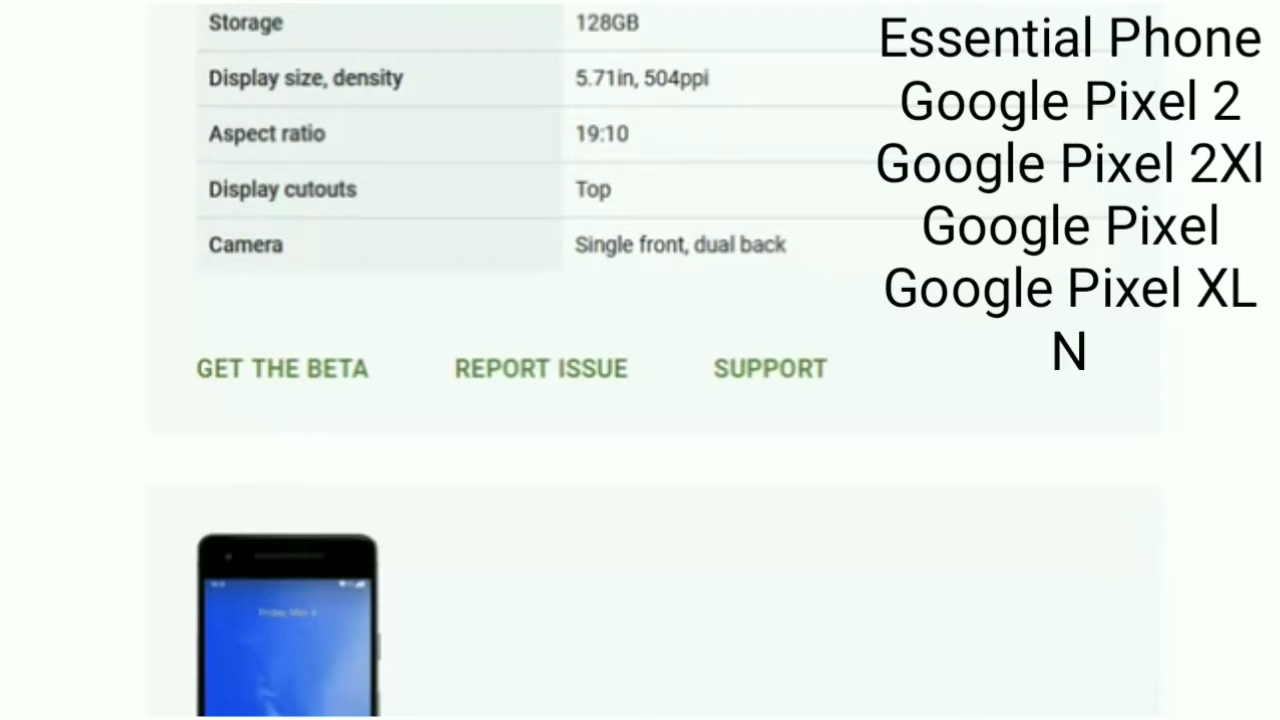 Storage 128GB
Display size, density 5.71in, 504ppi
Aspect ratio 19:10
Display cutouts Top
Camera Single front, dual back
GET THE BETA REPORT ISSUE SUPPORT
Essential Phone
Google Pixel 2
Google Pixel 2Xl
Google Pixel
Google Pixel XL
N